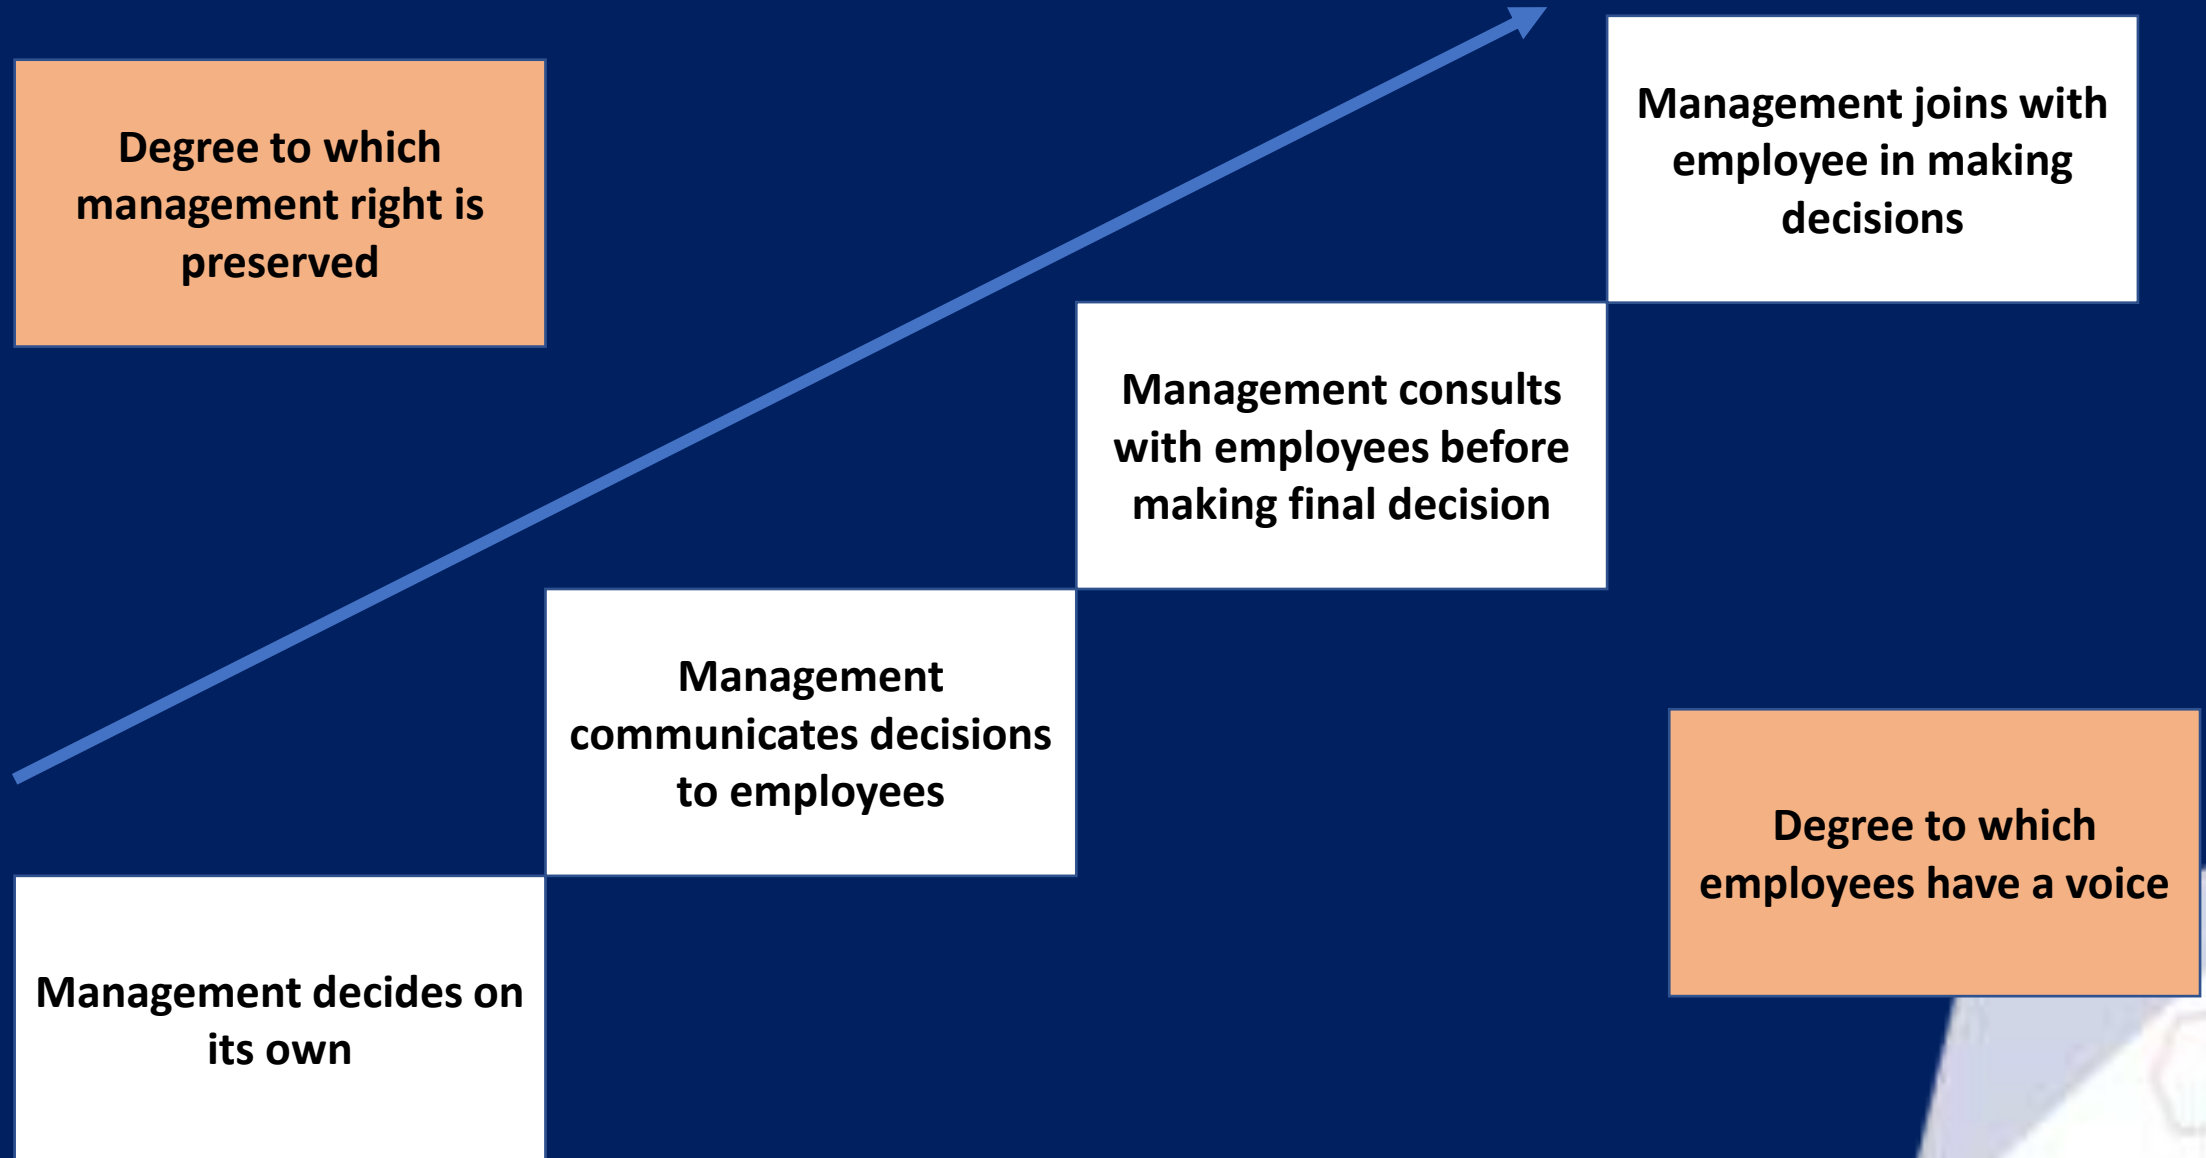 Degree to which
management right is
preserved
Management joins with
employee in making
decisions
Management consults
with employees before
making final decision
Management
communicates decisions
to employees
Degree to which
employees have a voice
Management decides on
its own